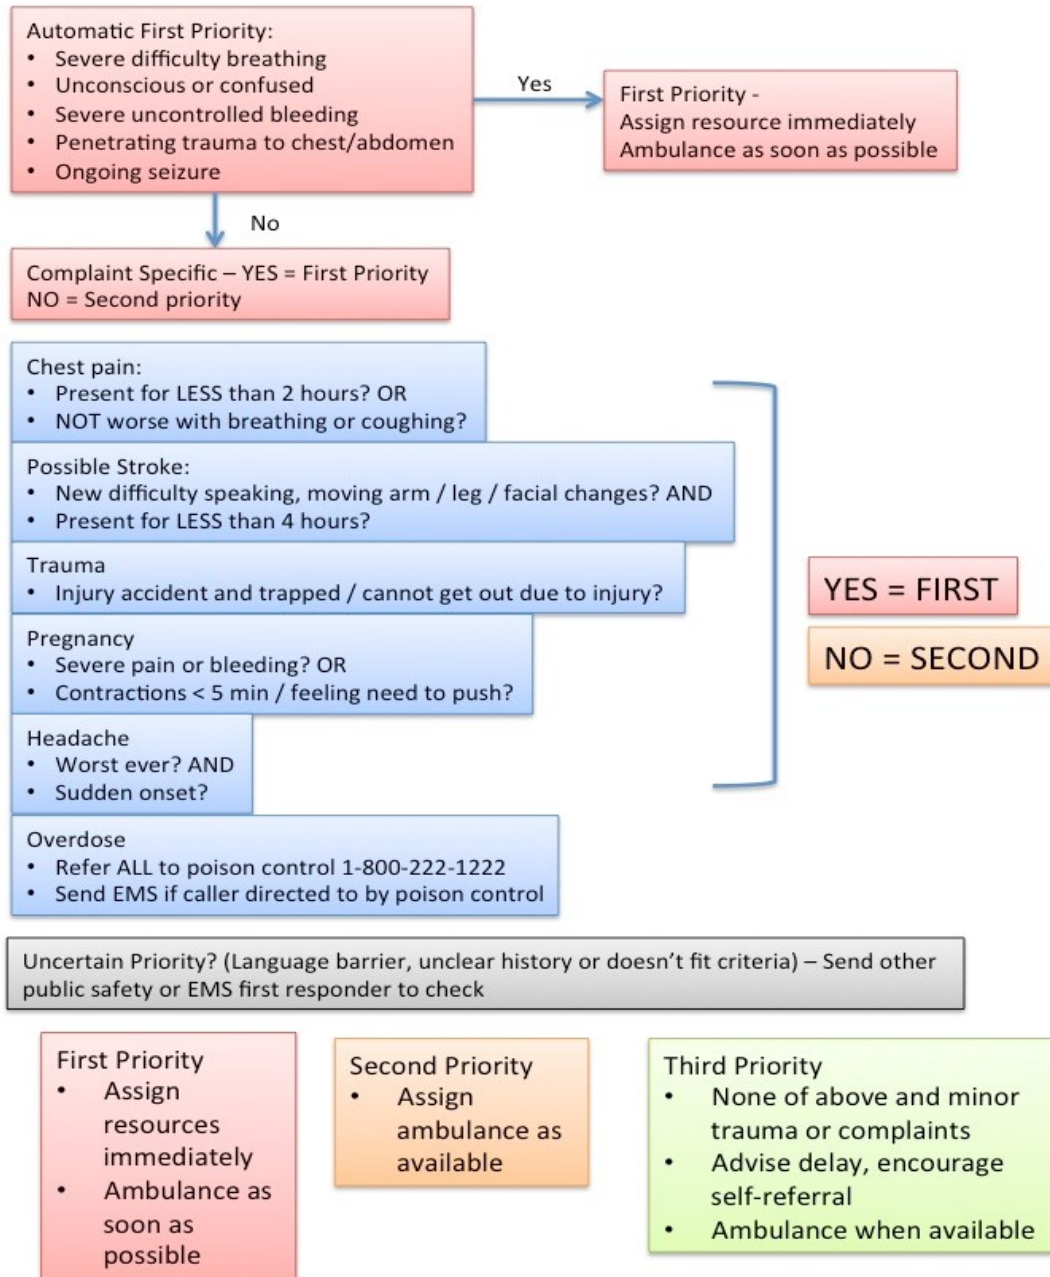 Automatic First Priority:
• Severe difficulty breathing
• Unconscious or confused
• Severe uncontrolled bleeding
• Penetrating trauma to chest/abdomen
• Ongoing seizure
Yes
First Priority -
Assign resource immediately
Ambulance as soon as possible
No
Complaint Specific – YES = First Priority
NO = Second priority
Chest pain:
• Present for LESS than 2 hours? OR
• NOT worse with breathing or coughing?
Possible Stroke:
• New difficulty speaking, moving arm / leg / facial changes? AND
• Present for LESS than 4 hours?
Trauma
• Injury accident and trapped / cannot get out due to injury?
Pregnancy
• Severe pain or bleeding? OR
• Contractions < 5 min / feeling need to push?
Headache
• Worst ever? AND
• Sudden onset?
YES = FIRST
NO = SECOND
Overdose
• Refer ALL to poison control 1-800-222-1222
• Send EMS if caller directed to by poison control
Uncertain Priority? (Language barrier, unclear history or doesn't fit criteria) – Send other
public safety or EMS first responder to check
First Priority
• Assign
resources
immediately
• Ambulance as
soon as
possible
Second Priority
• Assign
ambulance as
available
Third Priority
• None of above and minor
trauma or complaints
• Advise delay, encourage
self-referral
• Ambulance when available